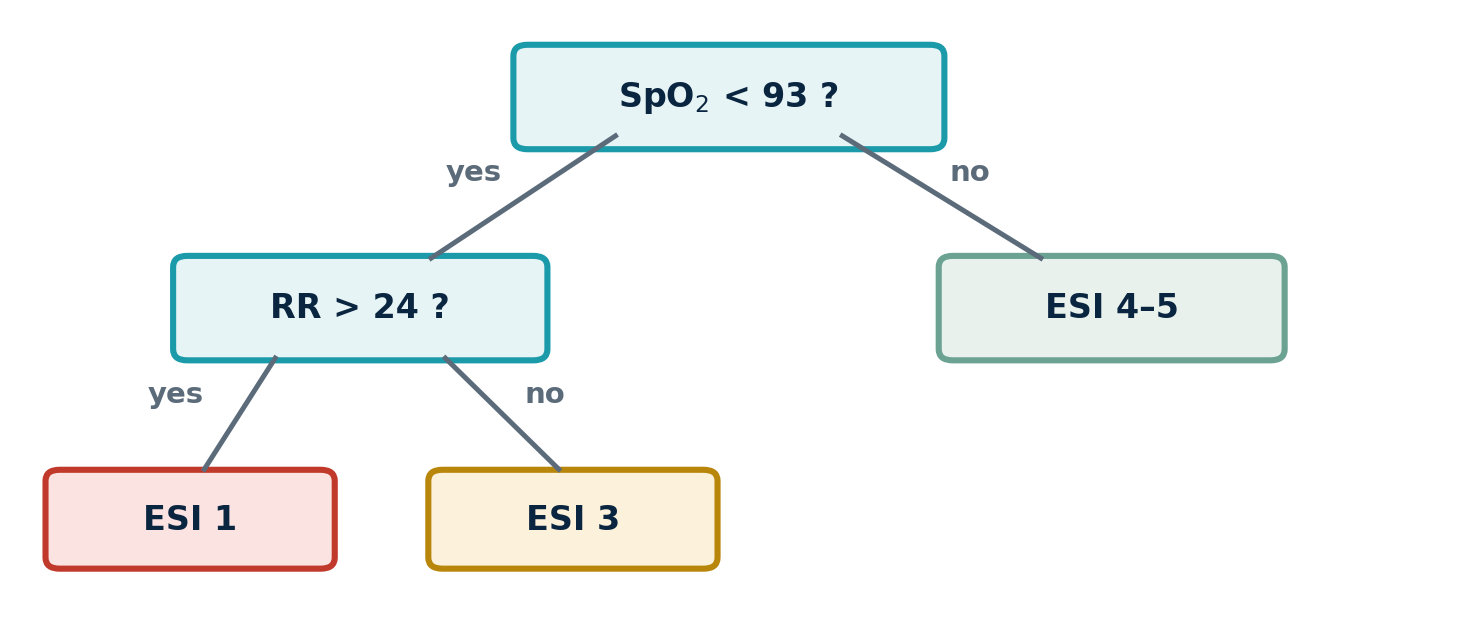 SpO₂ < 93 ?
yes
no
RR > 24 ?
ESI 4–5
yes
no
ESI 1
ESI 3